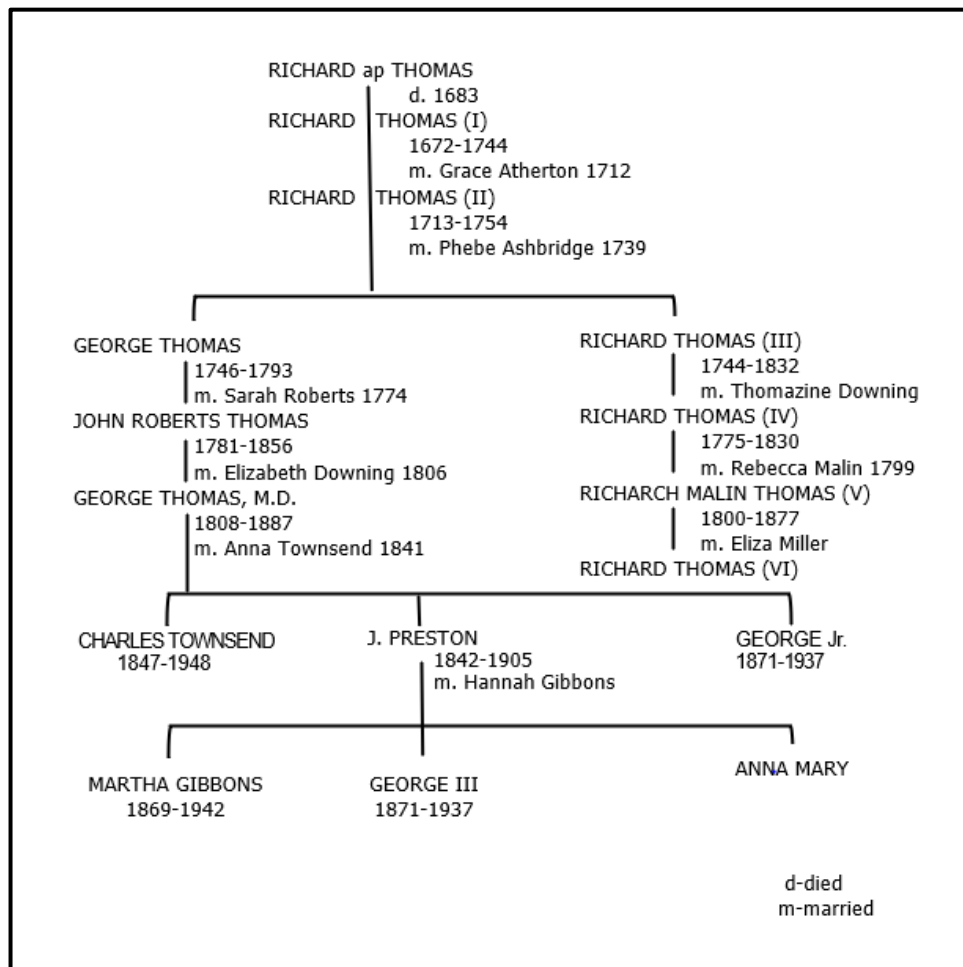 RICHARD ap THOMAS
d. 1683
RICHARD THOMAS (I)
1672-1744
m. Grace Atherton 1712
RICHARD THOMAS (II)
1713-1754
m. Phebe Ashbridge 1739
GEORGE THOMAS
1746-1793
m. Sarah Roberts 1774
JOHN ROBERTS THOMAS
1781-1856
m. Elizabeth Downing 1806
GEORGE THOMAS, M.D.
1808-1887
m. Anna Townsend 1841
RICHARD THOMAS (III)
1744-1832
m. Thomazine Downing
RICHARD THOMAS (IV)
1775-1830
m. Rebecca Malin 1799
RICHARCH MALIN THOMAS (V)
1800-1877
m. Eliza Miller
RICHARD THOMAS (VI)
CHARLES TOWNSEND
1847-1948
J. PRESTON
1842-1905
m. Hannah Gibbons
GEORGE Jr.
1871-1937
MARTHA GIBBONS
1869-1942
GEORGE III
1871-1937
ANNA MARY
d-died
m-married